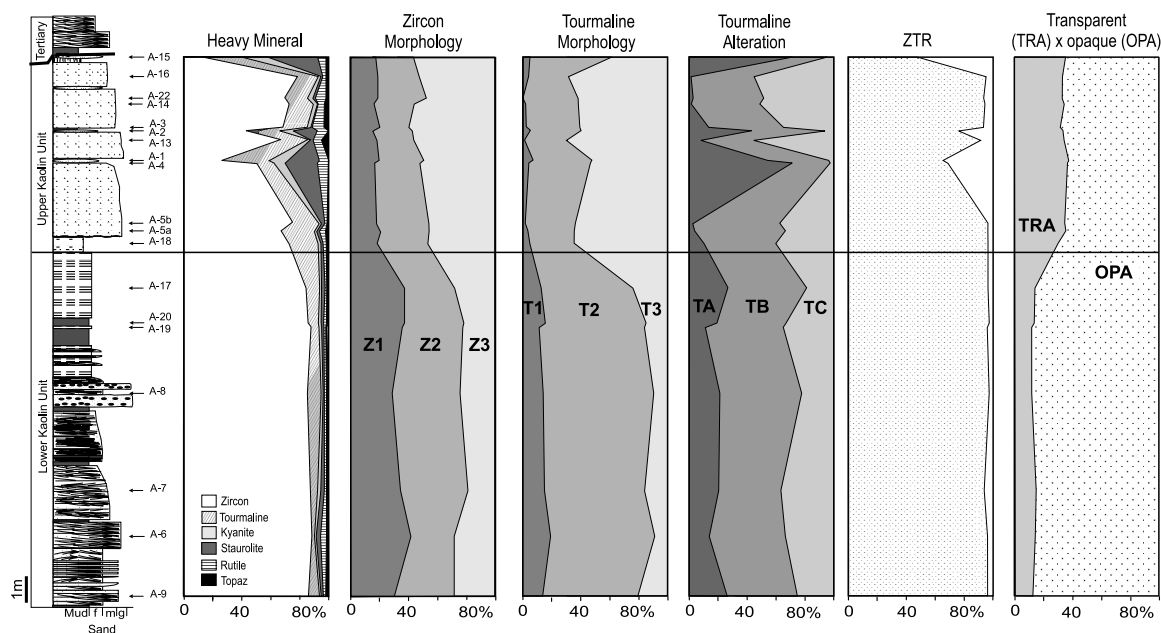 Heavy Mineral
Zircon
Morphology
Tourmaline
Morphology
Tourmaline
Alteration
ZTR
Transparent
(TRA) x opaque (OPA)
Tertiary
Upper Kaolin Unit
Lower Kaolin Unit
A-15
A-16
A-22
A-14
A-3
A-2
A-13
A-1
A-4
A-5b
A-5a
A-18
A-17
A-20
A-19
A-8
A-7
A-6
A-9
1m
Mud f m g
Sand
Zircon
Tourmaline
Kyanite
Staurolite
Rutile
Topaz
Z1 Z2 Z3
T1 T2 T3
TA TB TC
TRA
OPA
0 40 80%
0 40 80%
0 40 80%
0 40 80%
0 40 80%
0 40 80%